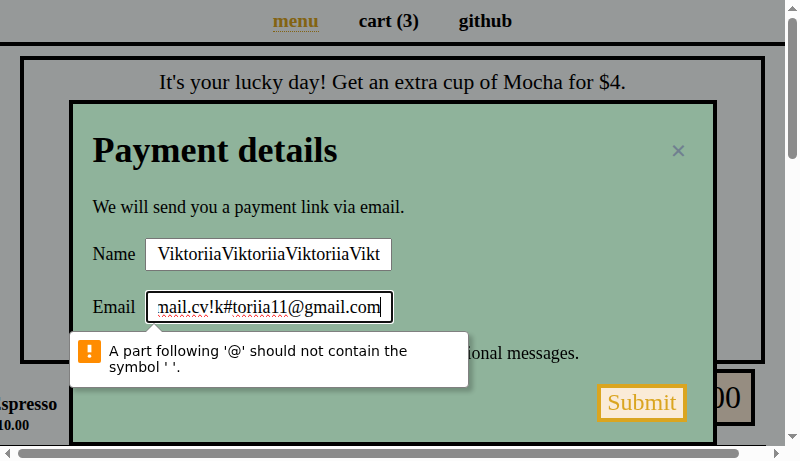 menu cart (3) github
It's your lucky day! Get an extra cup of Mocha for $4.
Payment details
×
We will send you a payment link via email.
Name ViktoriiaViktoriiaViktoriiaVikt
Email mail.cv!k#toriia11@gmail.com
A part following '@' should not contain the
symbol ' '.
ional messages.
Submit
00
spresso
10.00